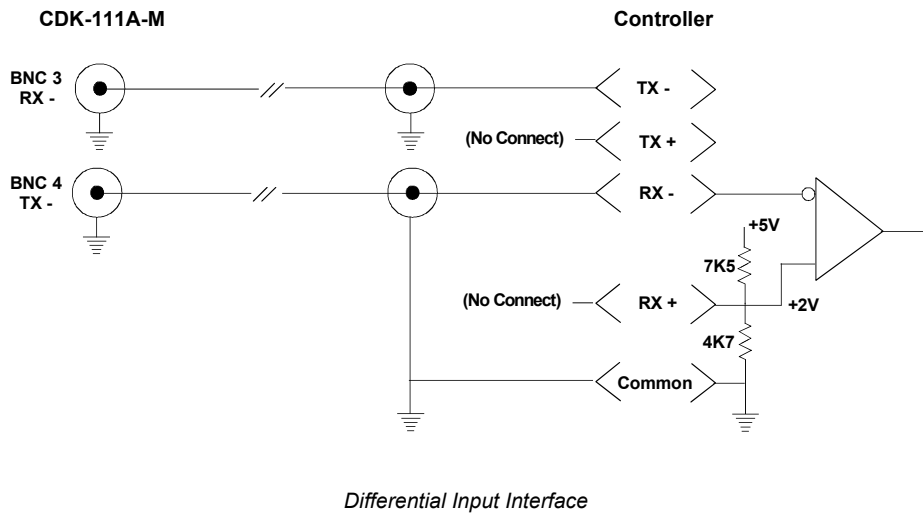 CDK-111A-M
Controller
BNC 3
RX -
TX -
(No Connect)
TX +
BNC 4
TX -
RX -
+5V
7K5
(No Connect)
RX +
+2V
4K7
Common
Differential Input Interface